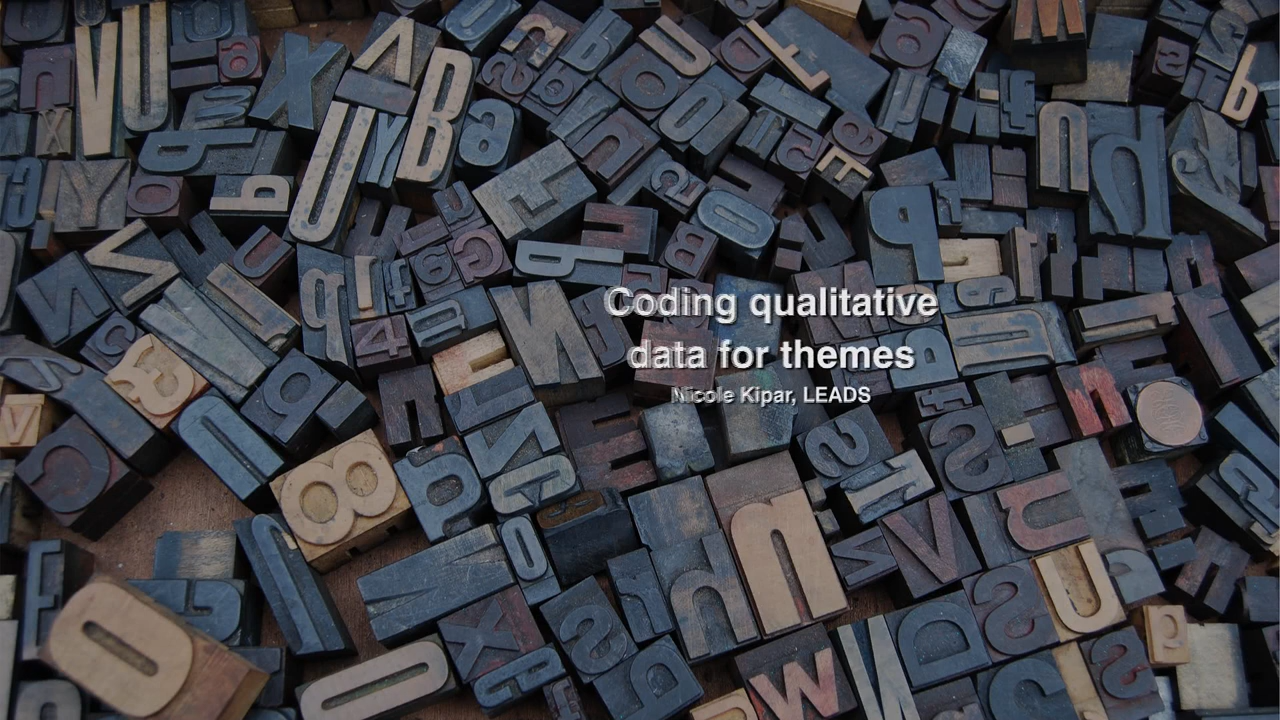 Coding qualitative
data for themes
Nicole Kipar, LEADS